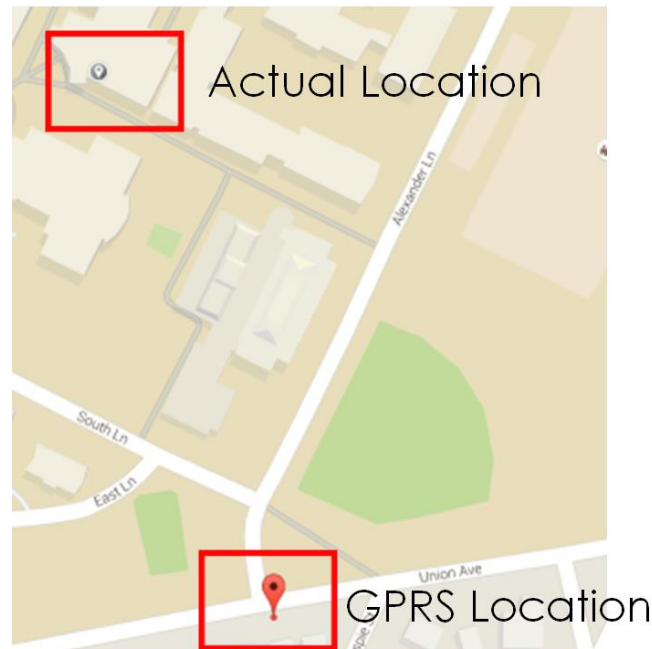 Actual Location
Alexander Ln
South Ln
East Ln
Union Ave
GPRS Location